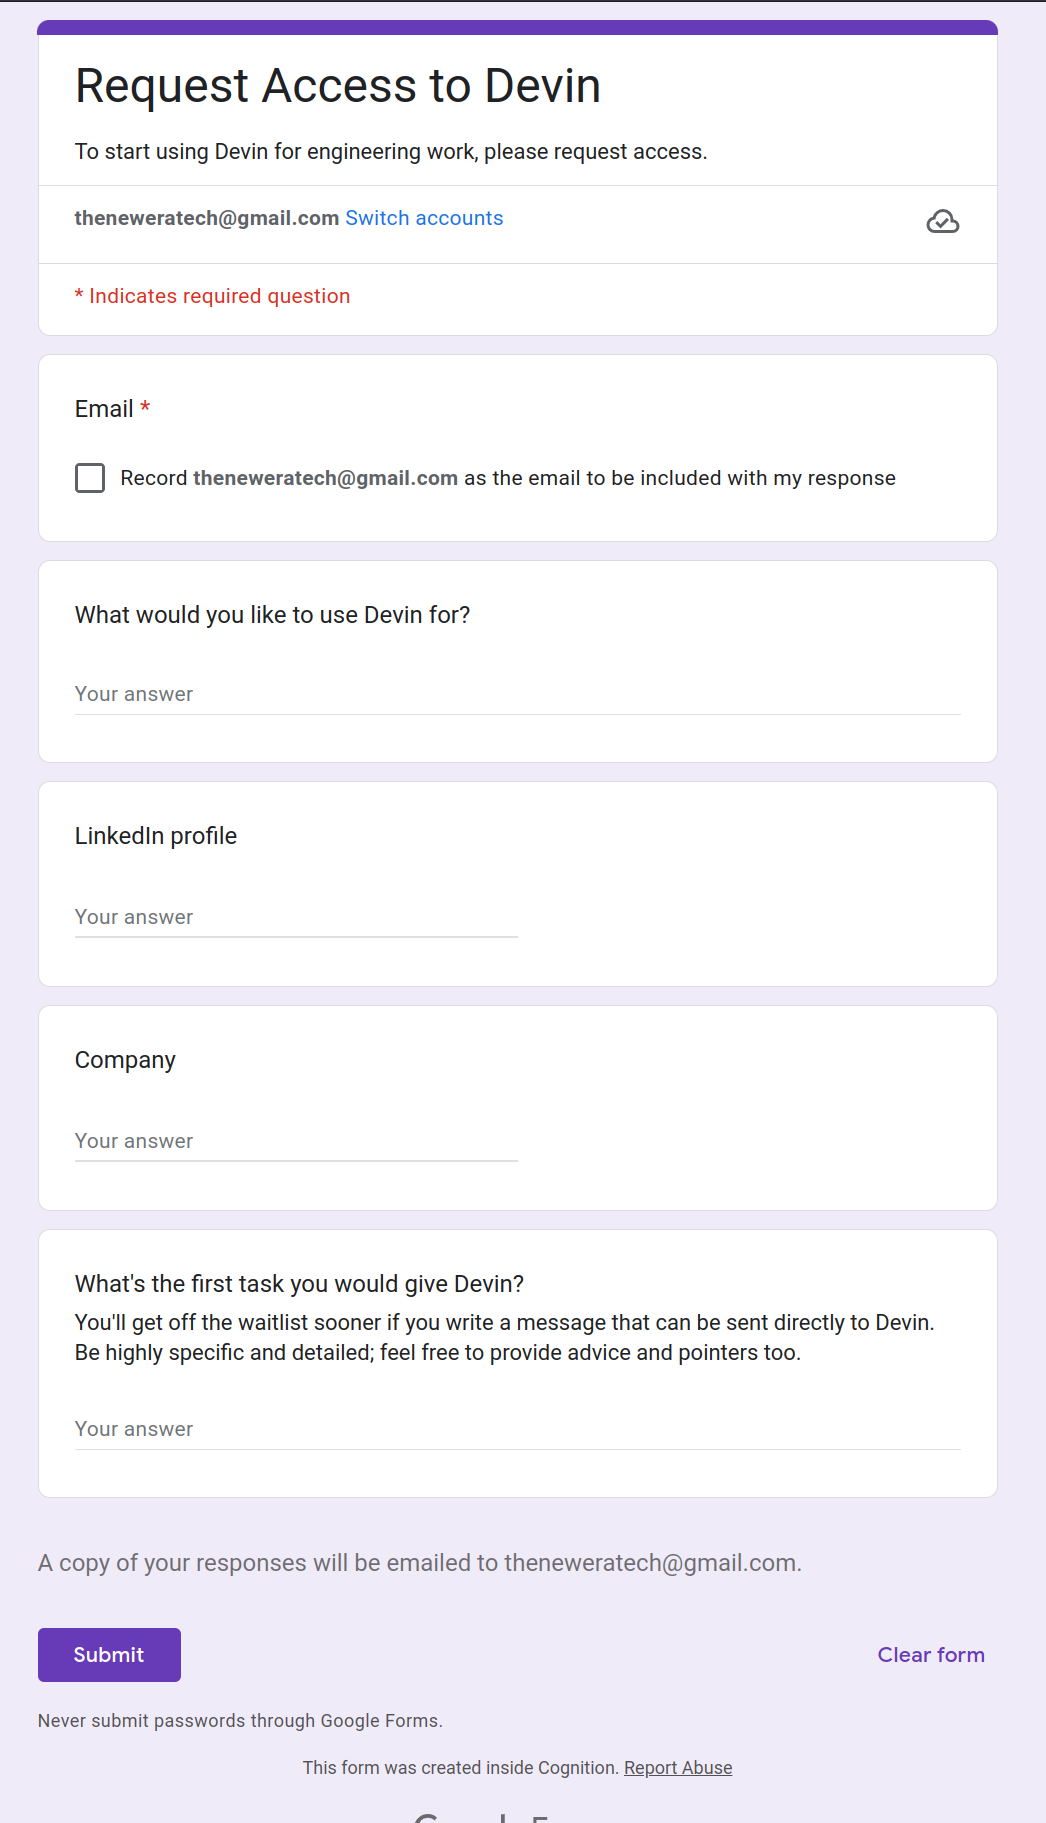 Request Access to Devin
To start using Devin for engineering work, please request access.
theneweratech@gmail.com Switch accounts
* Indicates required question
Email *
Record theneweratech@gmail.com as the email to be included with my response
What would you like to use Devin for?
Your answer
LinkedIn profile
Your answer
Company
Your answer
What's the first task you would give Devin?
You'll get off the waitlist sooner if you write a message that can be sent directly to Devin.
Be highly specific and detailed; feel free to provide advice and pointers too.
Your answer
A copy of your responses will be emailed to theneweratech@gmail.com.
Submit
Clear form
Never submit passwords through Google Forms.
This form was created inside Cognition. Report Abuse